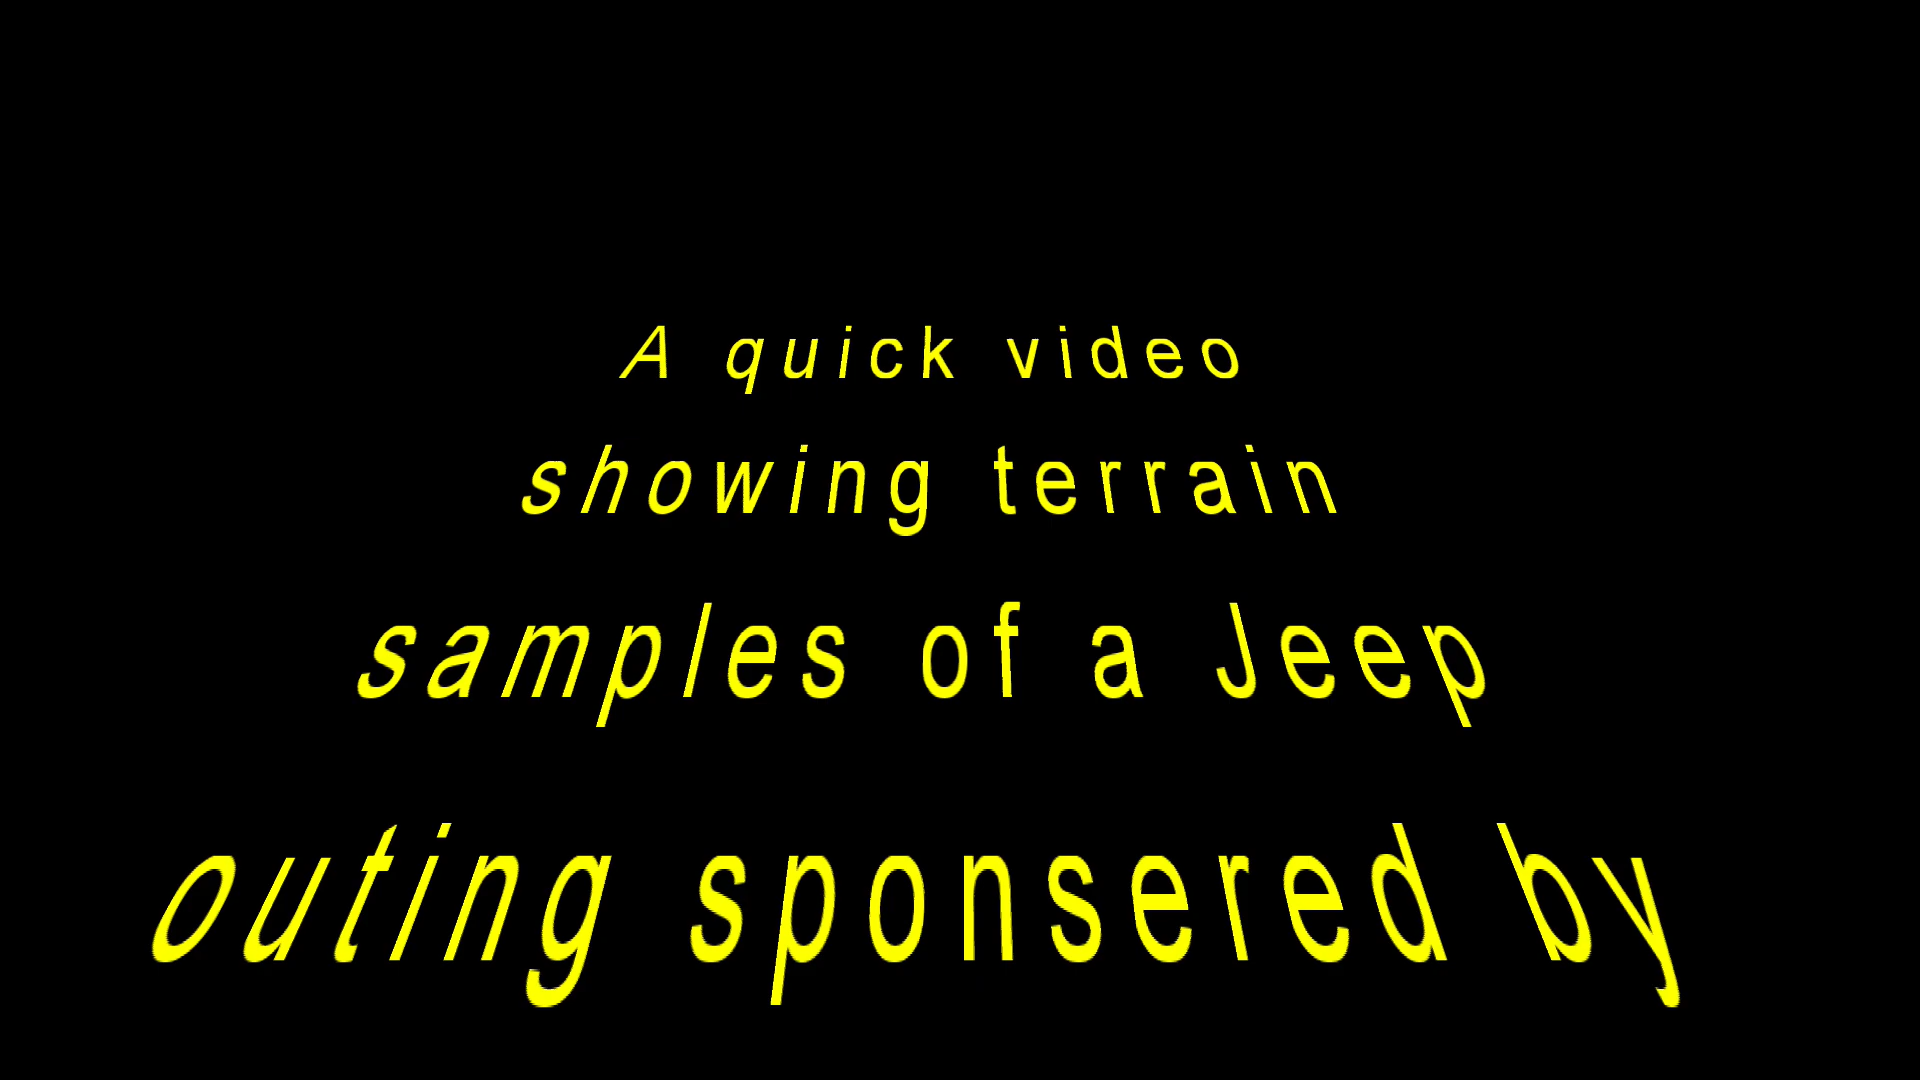 A quick video
showing terrain
samples of a Jeep
outing sponsered by